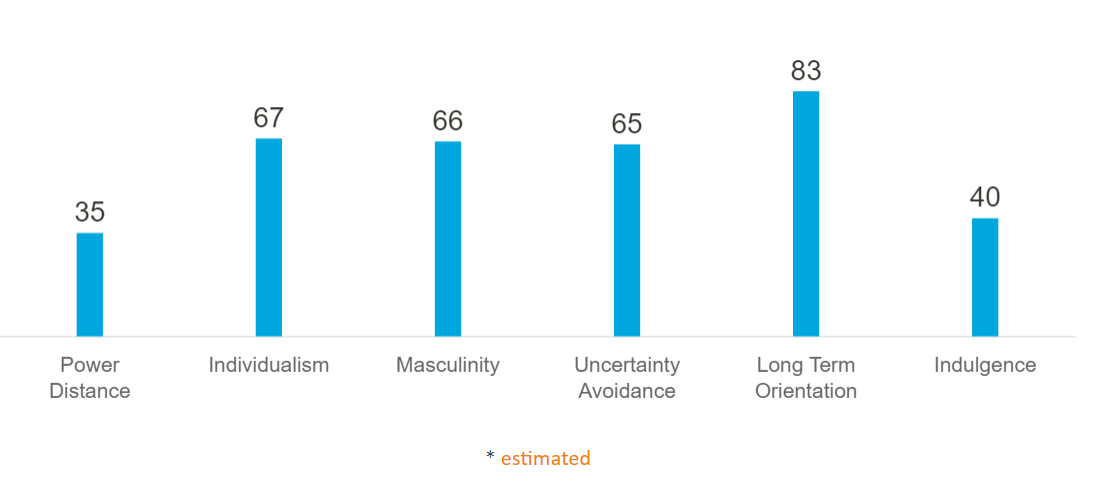 83
67
66
65
35
40
Power
Distance
Individualism
Masculinity
Uncertainty
Avoidance
Long Term
Orientation
Indulgence
* estimated